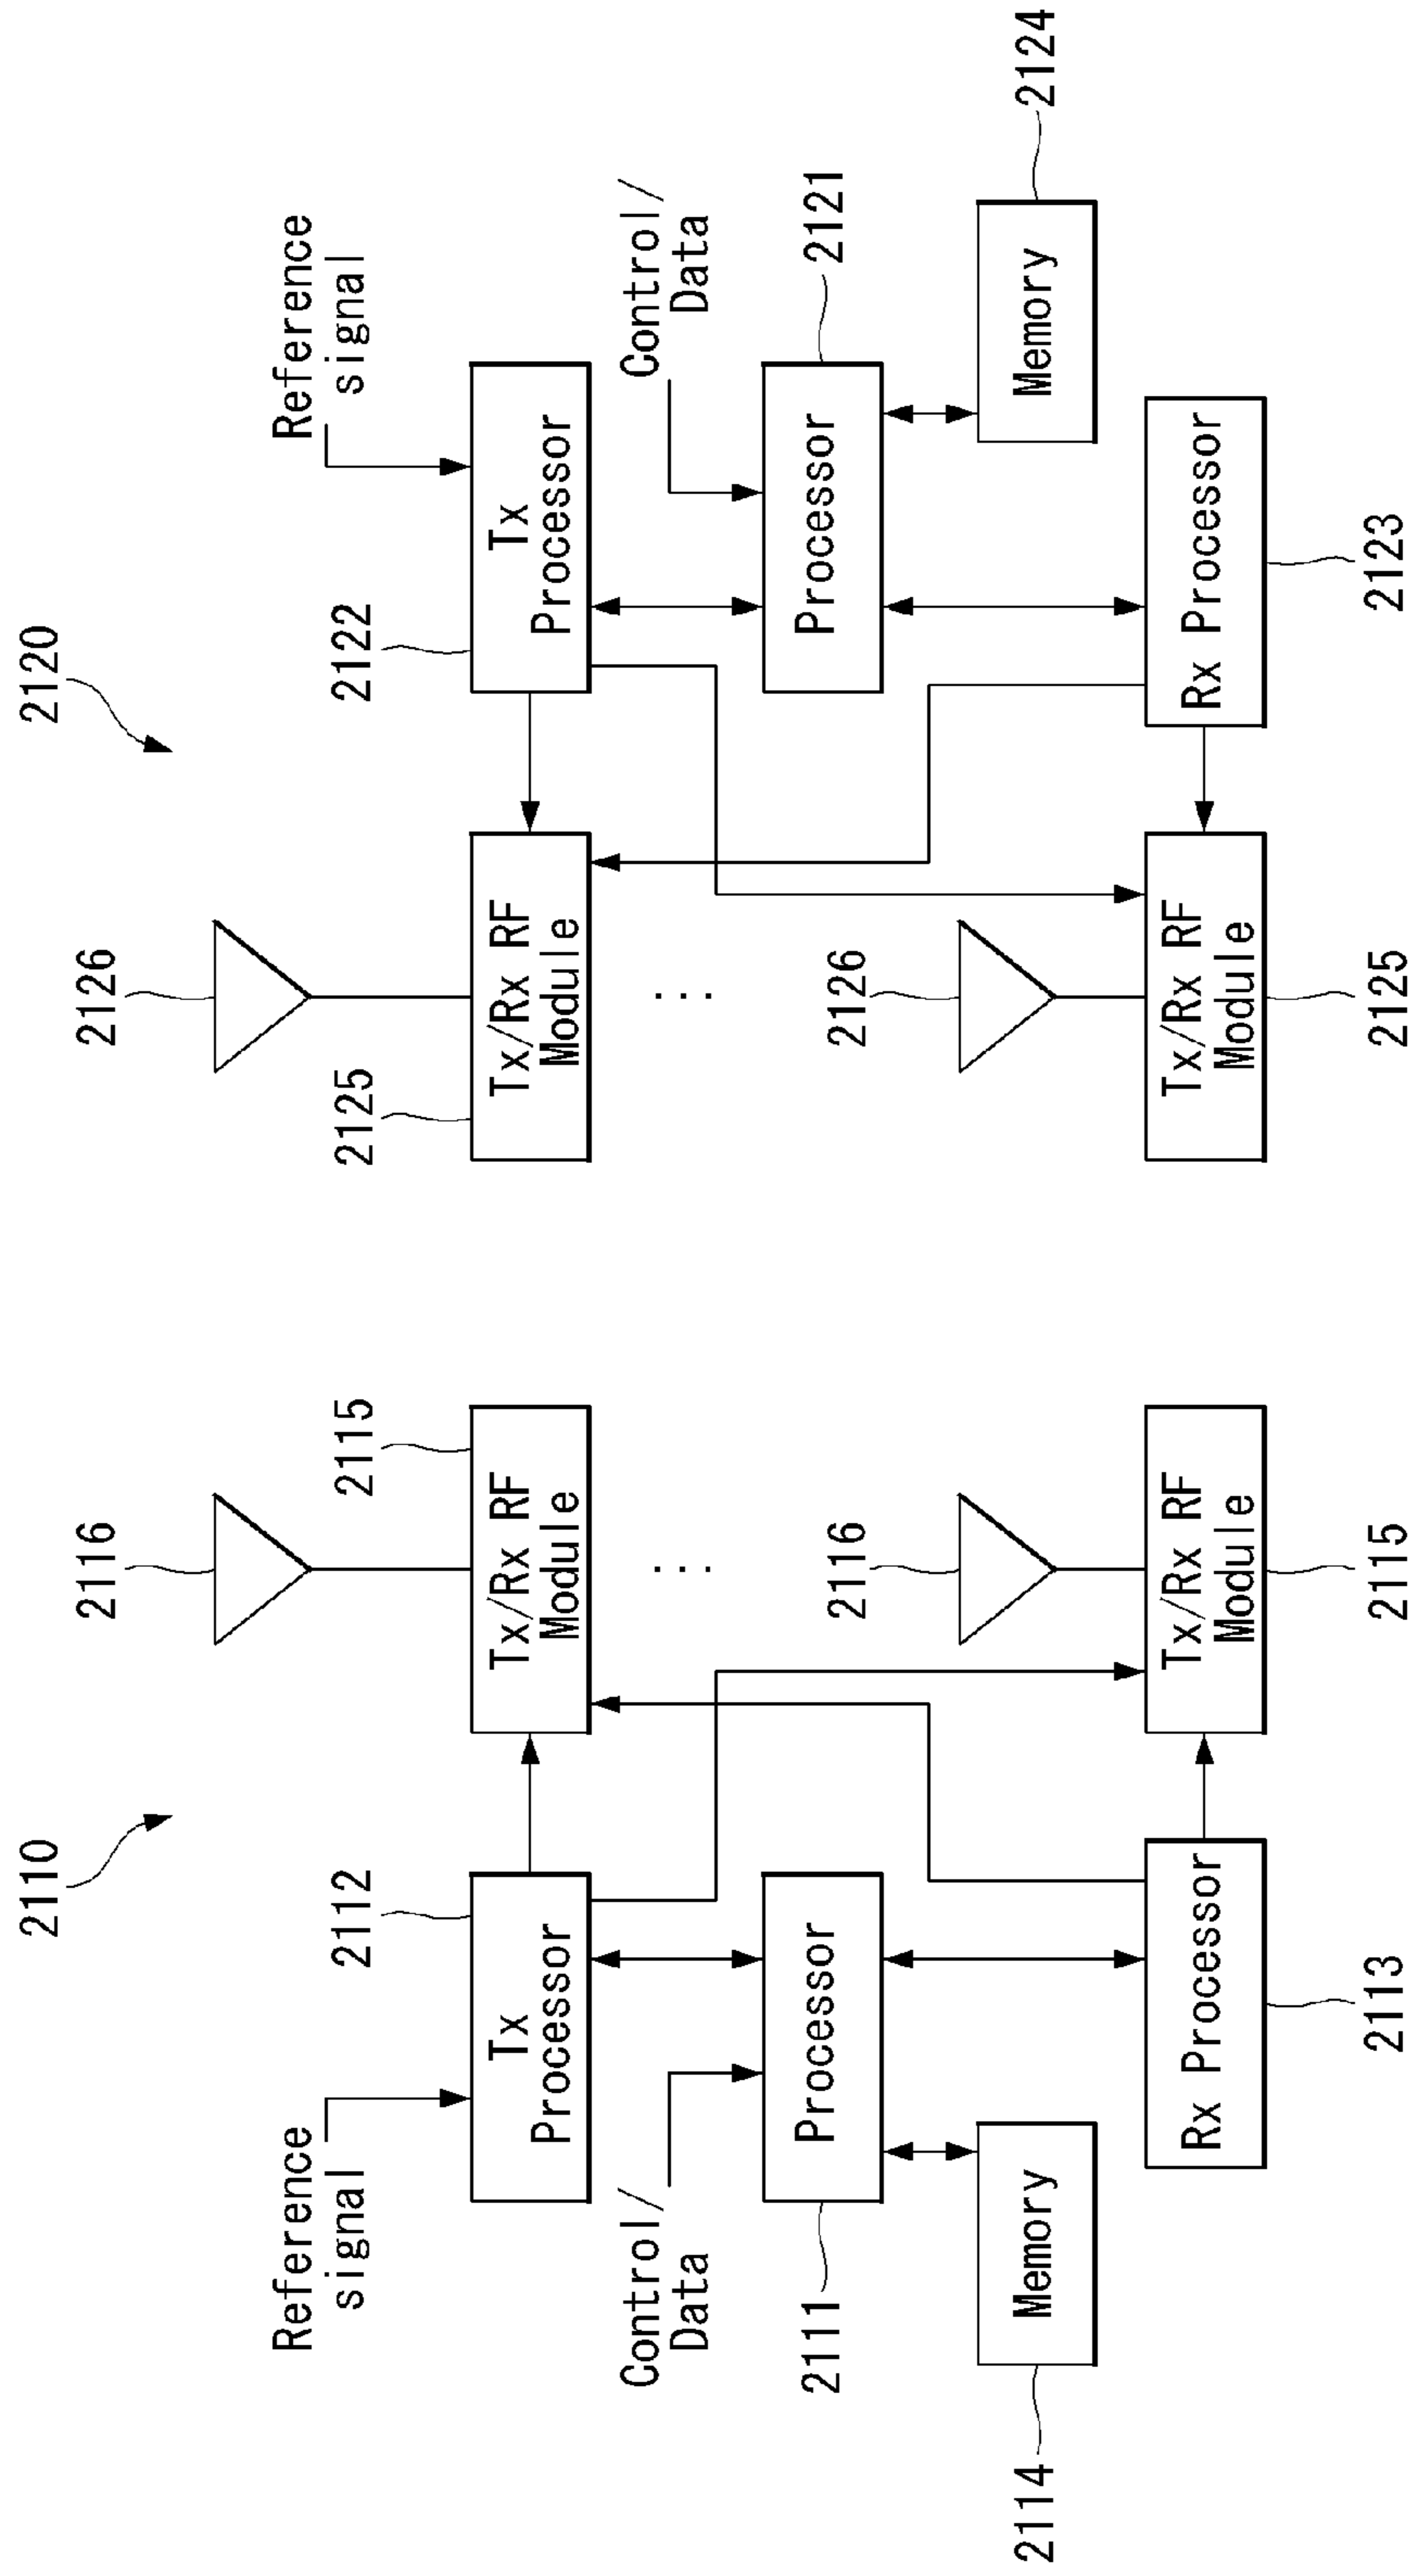 2110
2120
2116
2126
Reference
signal
2112
2115
2125
2122
Reference
signal
Tx
Processor
Tx/Rx RF
Module
Tx/Rx RF
Module
Tx
Processor
Control/
Data
...
...
Control/
Data
2111
Processor
2116
2126
Processor
2121
2114
Memory
Memory
2124
Rx Processor
Tx/Rx RF
Module
Tx/Rx RF
Module
Rx Processor
2113
2115
2125
2123